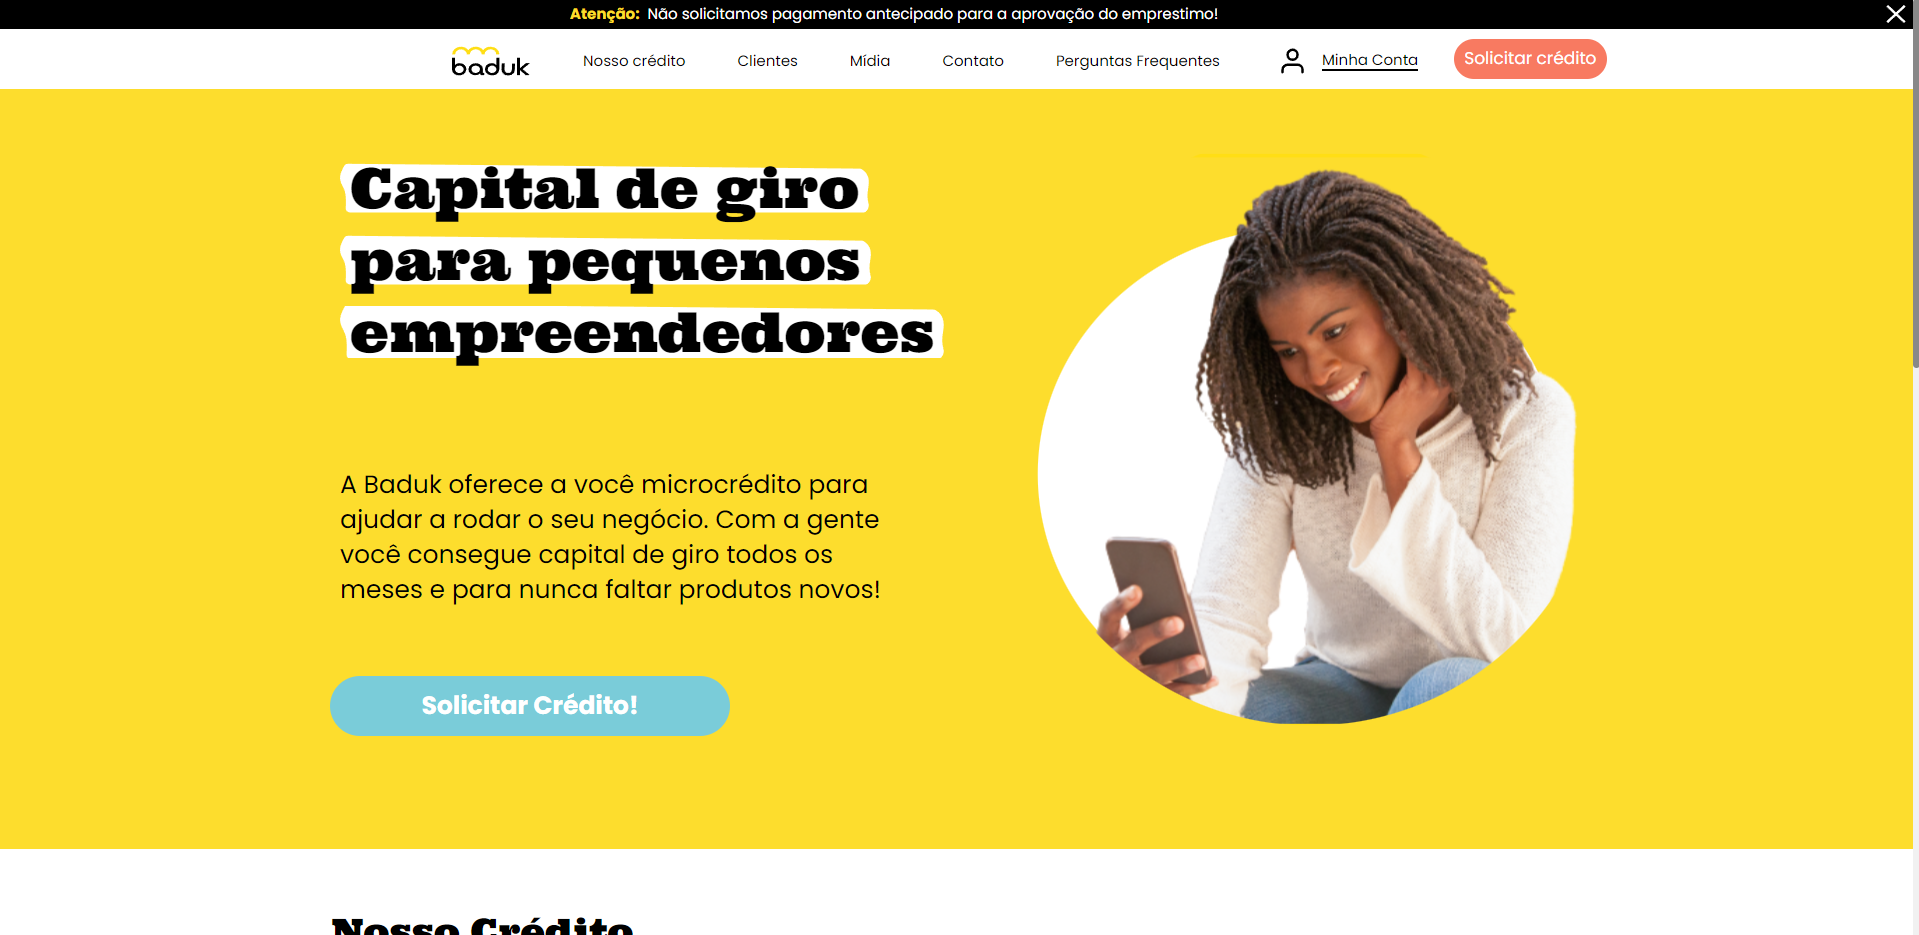 Atenção: Não solicitamos pagamento antecipado para a aprovação do emprestimo!
baduk
Nosso crédito
Clientes
Mídia
Contato
Perguntas Frequentes
Minha Conta
Solicitar crédito
Capital de giro
para pequenos
empreendedores
A Baduk oferece a você microcrédito para
ajudar a rodar o seu negócio. Com a gente
você consegue capital de giro todos os
meses e para nunca faltar produtos novos!
Solicitar Crédito!
Nosso Crédito